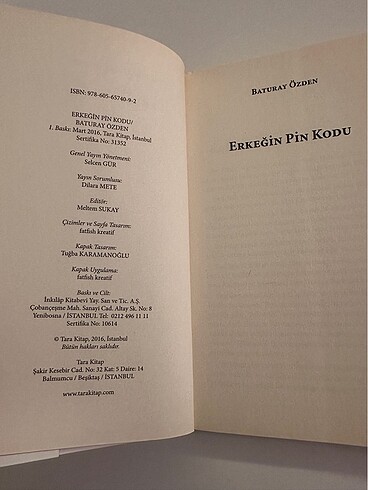 ISBN: 978-605-65740-9-2
ERKEĞİN PİN KODU/
BATURAY ÖZDEN
1. Baskı: Mart 2016, Tara Kitap, İstanbul
Sertifika No: 31352
Genel Yayın Yönetmeni:
Selcen GÜR
Yayın Sorumlusu:
Dilara METE
Editör:
Meltem SUKAY
Çizimler ve Sayfa Tasarım:
fatfish kreatif
Kapak Tasarım:
Tuğba KARAMANOĞLU
Kapak Uygulama:
fatfish kreatif
Baskı ve Cilt:
İnkılâp Kitabevi Yay. San ve Tic. A.Ş.
Çobançeşme Mah. Sanayi Cad. Altay Sk. No: 8
Yenibosna / İSTANBUL Tel: 0212 496 11 11
Sertifika No: 10614
© Tara Kitap, 2016, İstanbul
Bütün hakları saklıdır.
Tara Kitap
Şakir Kesebir Cad. No: 32 Kat: 5 Daire: 14
Balmumcu / Beşiktaş / İSTANBUL
www.tarakitap.com
BATURAY ÖZDEN
ERKEĞİN PİN KODU